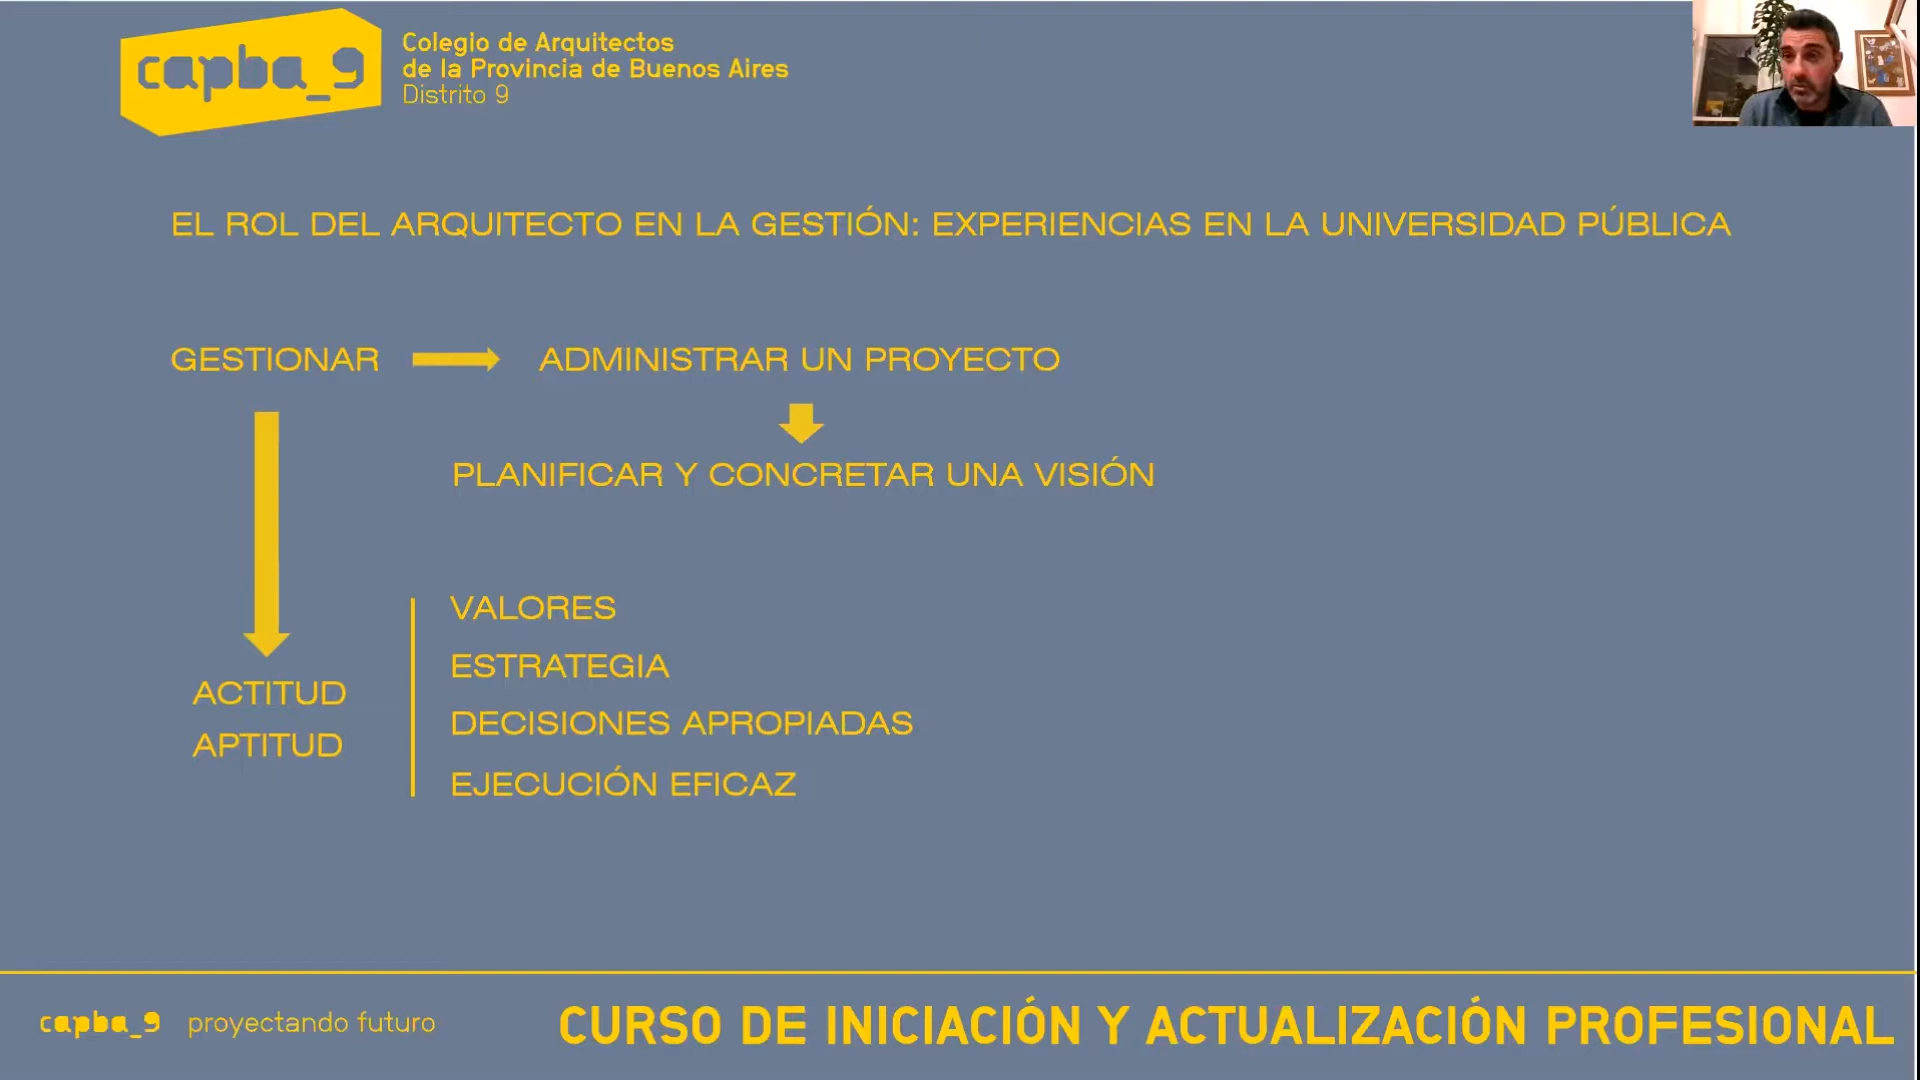 capba_9
Colegio de Arquitectos
de la Provincia de Buenos Aires
Distrito 9
EL ROL DEL ARQUITECTO EN LA GESTIÓN: EXPERIENCIAS EN LA UNIVERSIDAD PÚBLICA
GESTIONAR
ADMINISTRAR UN PROYECTO
PLANIFICAR Y CONCRETAR UNA VISIÓN
ACTITUD
APTITUD
VALORES
ESTRATEGIA
DECISIONES APROPIADAS
EJECUCIÓN EFICAZ
capba_9 proyectando futuro
CURSO DE INICIACIÓN Y ACTUALIZACIÓN PROFESIONAL